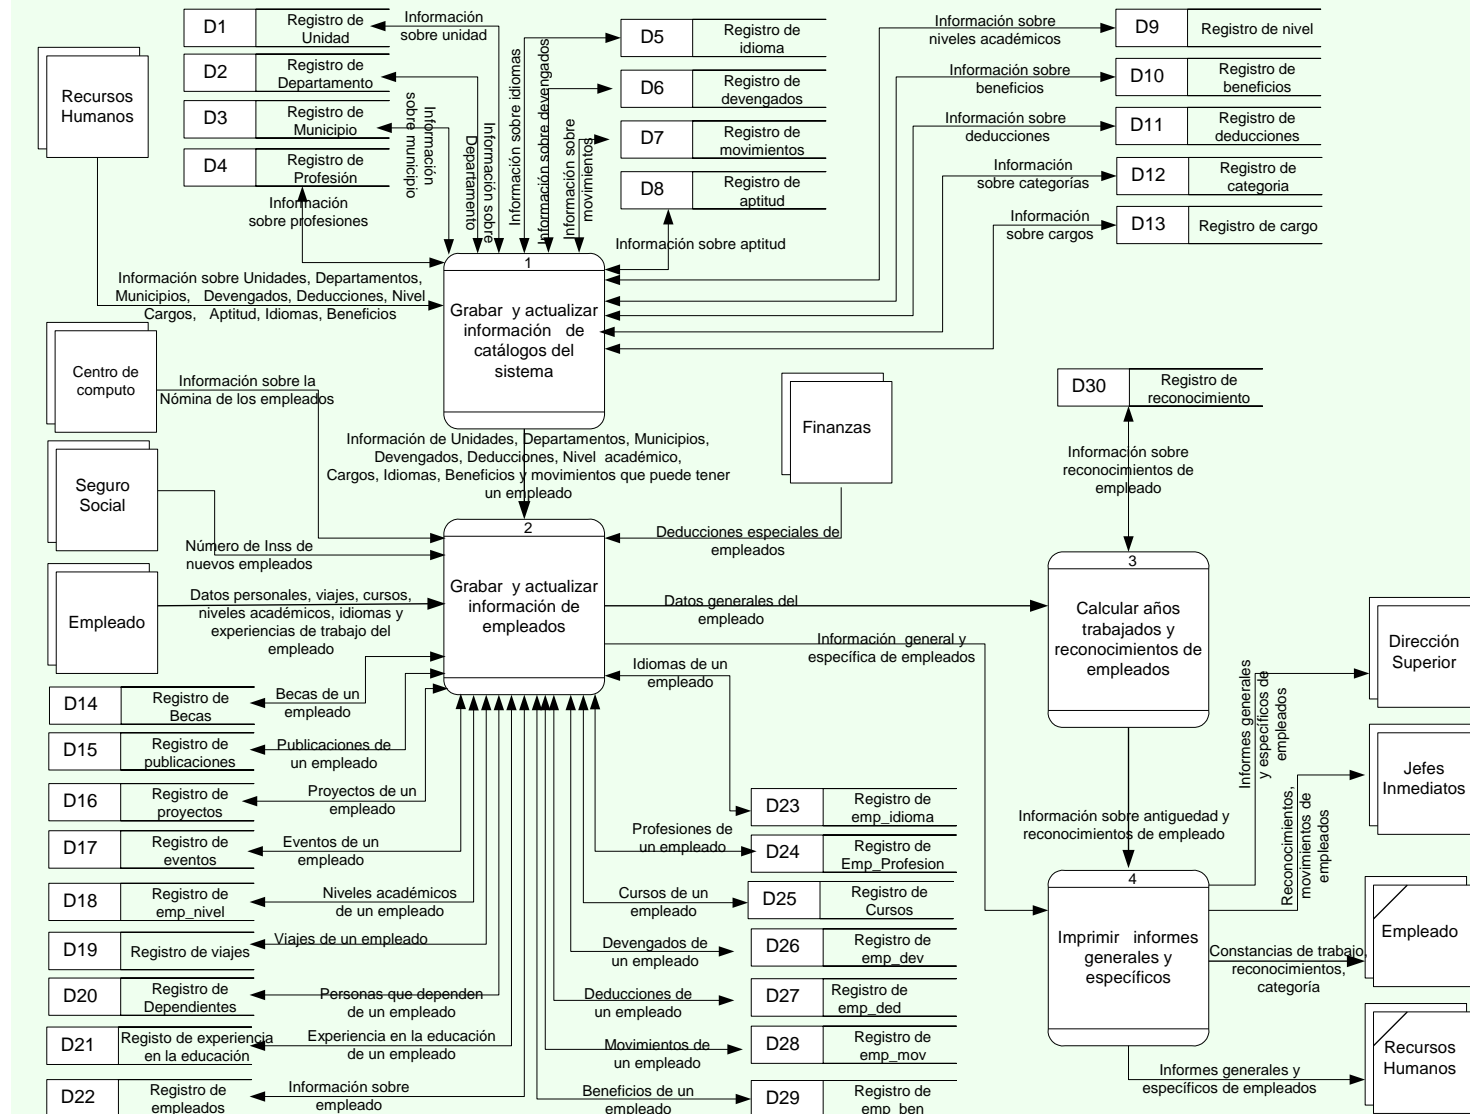 D1
Registro de
Unidad
Información
sobre unidad
D2
Registro de
Departamento
D3
Registro de
Municipio
D4
Registro de
Profesión
Información
sobre profesiones
Información
sobre municipio
Información sobre
Departamento
Información sobre idiomas
Información sobre devengados
Información sobre
movimientos
D5
Registro de
idioma
D6
Registro de
devengados
D7
Registro de
movimientos
D8
Registro de
aptitud
Información sobre aptitud
Información sobre
niveles académicos
D9
Registro de nivel
Información sobre
beneficios
D10
Registro de
beneficios
Información sobre
deducciones
D11
Registro de
deducciones
Información
sobre categorías
D12
Registro de
categoria
Información
sobre cargos
D13
Registro de cargo
Recursos
Humanos
Información sobre Unidades, Departamentos,
Municipios, Devengados, Deducciones, Nivel
Cargos, Aptitud, Idiomas, Beneficios
1
Grabar y actualizar
información de
catálogos del
sistema
Centro de
computo
Información sobre la
Nómina de los empleados
Información de Unidades, Departamentos, Municipios,
Devengados, Deducciones, Nivel académico,
Cargos, Idiomas, Beneficios y movimientos que puede tener
un empleado
Finanzas
Deducciones especiales de
empleados
D30
Registro de
reconocimiento
Información sobre
reconocimientos de
empleado
Seguro
Social
Número de Inss de
nuevos empleados
Empleado
Datos personales, viajes, cursos,
niveles académicos, idiomas y
experiencias de trabajo del
empleado
2
Grabar y actualizar
información de
empleados
Datos generales del
empleado
Información general y
específica de empleados
3
Calcular años
trabajados y
reconocimientos de
empleados
Idiomas de un
empleado
D14
Registro de
Becas
Becas de un
empleado
D15
Registro de
publicaciones
Publicaciones de
un empleado
D16
Registro de
proyectos
Proyectos de un
empleado
D17
Registro de
eventos
Eventos de un
empleado
D18
Registro de
emp_nivel
Niveles académicos
de un empleado
D19
Registro de viajes
Viajes de un empleado
D20
Registro de
Dependientes
Personas que dependen
de un empleado
D21
Registo de experiencia
en la educación
Experiencia en la educación
de un empleado
D22
Registro de
empleados
Información sobre
empleado
D23
Registro de
emp_idioma
Profesiones de
un empleado
D24
Registro de
Emp_Profesion
Cursos de un
empleado
D25
Registro de
Cursos
Devengados de
un empleado
D26
Registro de
emp_dev
Deducciones de
un empleado
D27
Registro de
emp_ded
Movimientos de
un empleado
D28
Registro de
emp_mov
Beneficios de un
empleado
D29
Registro de
emp_ben
Información sobre antiguedad y
reconocimientos de empleado
4
Imprimir informes
generales y
específicos
Informes generales
y específicos de
empleados
Reconocimientos,
movimientos de
empleados
Dirección
Superior
Jefes
Inmediatos
Constancias de trabajo,
reconocimientos,
categoría
Empleado
Informes generales y
específicos de empleados
Recursos
Humanos